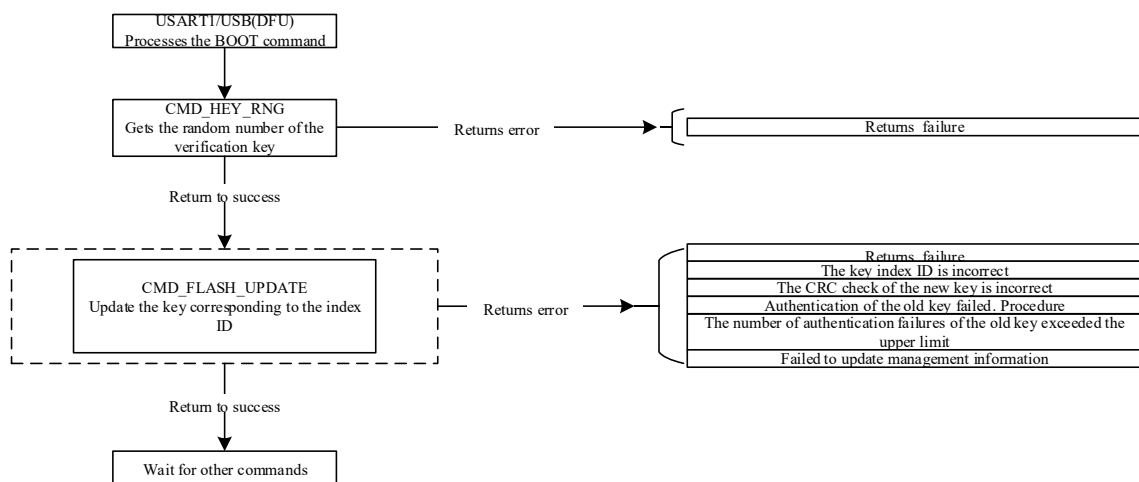 USART1/USB(DFU)
Processes the BOOT command
CMD_HEY_RNG
Gets the random number of the
verification key
Returns error
Returns failure
Return to success
CMD_FLASH_UPDATE
Update the key corresponding to the index
ID
Returns error
Returns failure
The key index ID is incorrect
The CRC check of the new key is incorrect
Authentication of the old key failed. Procedure
The number of authentication failures of the old key exceeded the
upper limit
Failed to update management information
Return to success
Wait for other commands